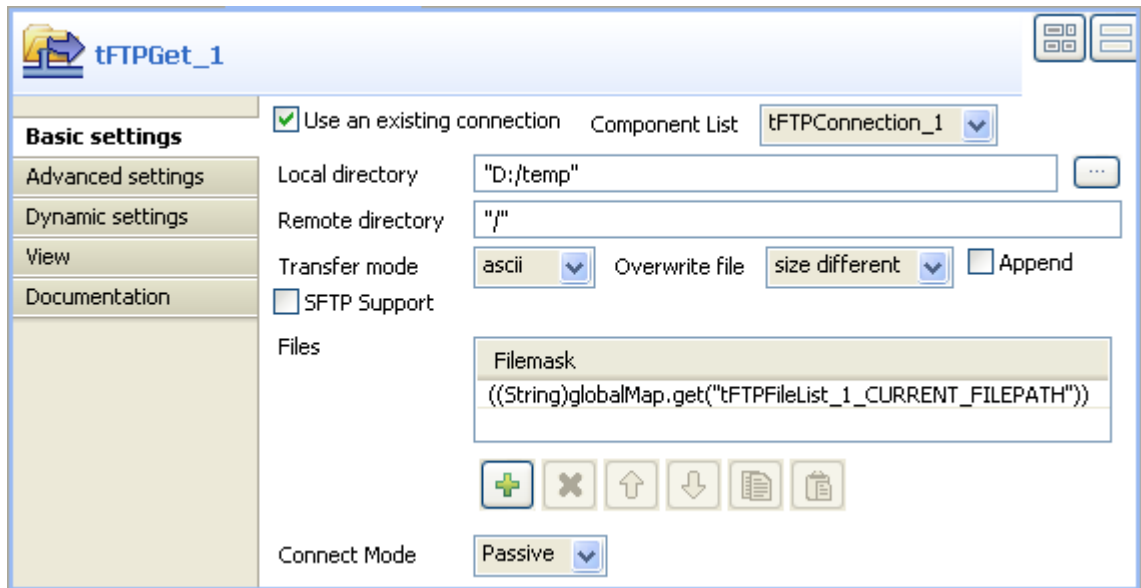 tFTPGet_1
Basic settings
Advanced settings
Dynamic settings
View
Documentation
Use an existing connection Component List tFTPConnection_1
Local directory "D:/temp" ...
Remote directory "/"
Transfer mode ascii Overwrite file size different Append
SFTP Support
Files
Filemask
((String)globalMap.get("tFTPFileList_1_CURRENT_FILEPATH"))
Connect Mode Passive